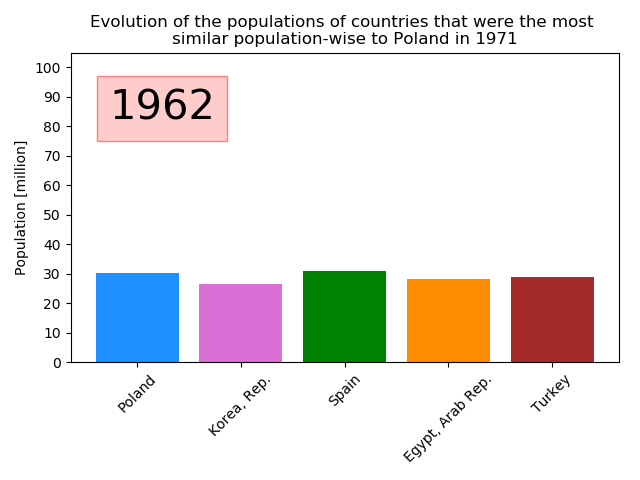 Evolution of the populations of countries that were the most
similar population-wise to Poland in 1971
1962
Population [million]
100
90
80
70
60
50
40
30
20
10
0
Poland
Korea, Rep.
Spain
Egypt, Arab Rep.
Turkey